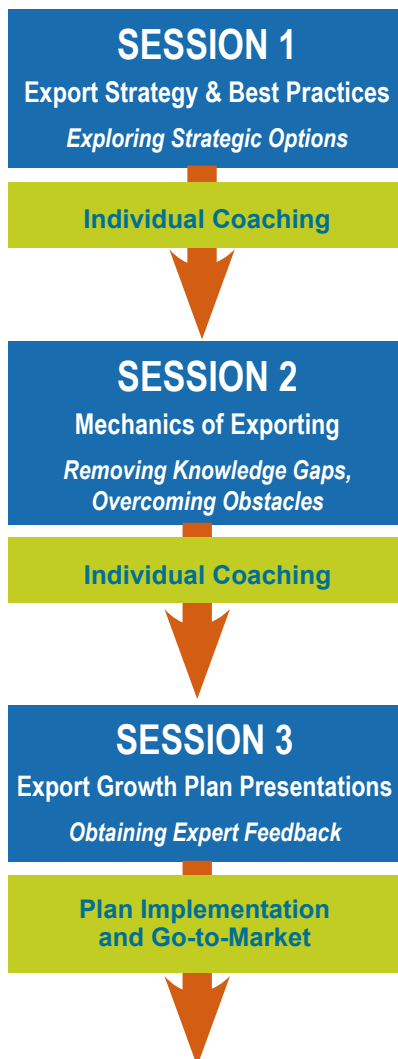 SESSION 1
Export Strategy & Best Practices
Exploring Strategic Options
Individual Coaching
SESSION 2
Mechanics of Exporting
Removing Knowledge Gaps,
Overcoming Obstacles
Individual Coaching
SESSION 3
Export Growth Plan Presentations
Obtaining Expert Feedback
Plan Implementation
and Go-to-Market